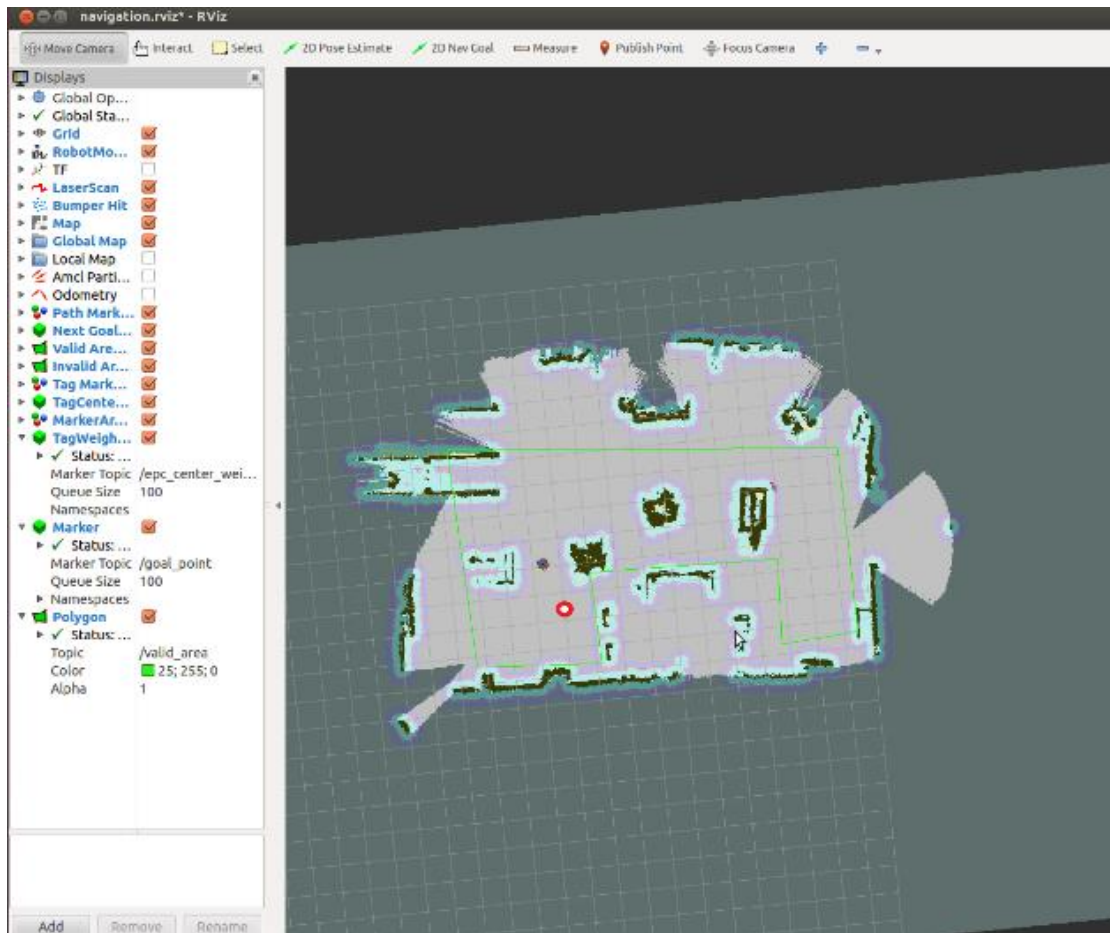 navigation.rviz* - RViz
Move Camera Interact Select 2D Pose Estimate 2D Nav Goal Measure Publish Point Focus Camera
Displays
Global Op...
Global Sta...
Grid
RobotMo...
TF
LaserScan
Bumper Hit
Map
Global Map
Local Map
Amcl Parti...
Odometry
Path Mark...
Next Goal...
Valid Are...
Invalid Ar...
Tag Mark...
TagCente...
MarkerAr...
TagWeigh...
Status: ...
Marker Topic /epc_center_wei...
Queue Size 100
Namespaces
Marker
Status: ...
Marker Topic /goal_point
Queue Size 100
Namespaces
Polygon
Status: ...
Topic /valid_area
Color 25; 255; 0
Alpha 1
Add Remove Rename